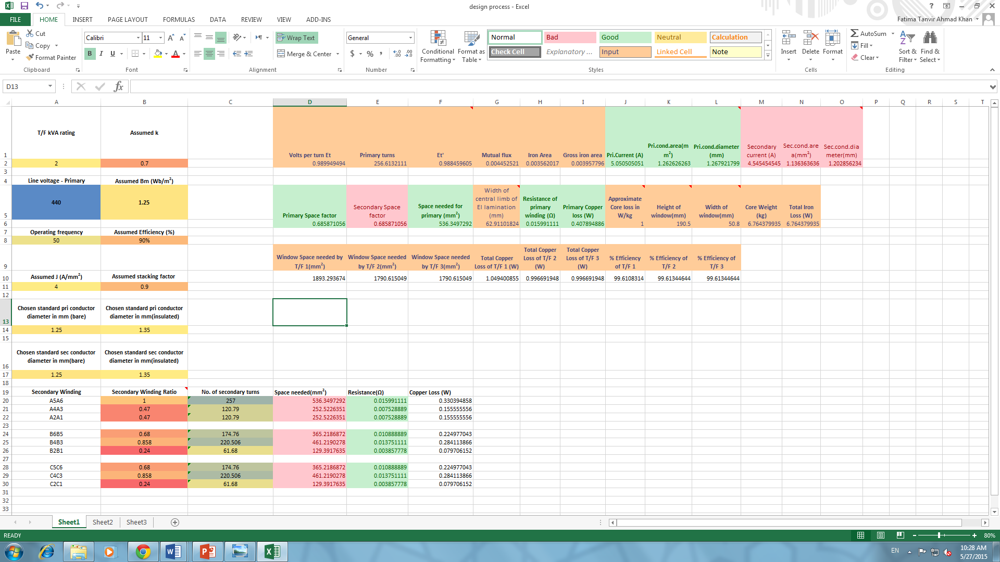 design process - Excel
FILE HOME INSERT PAGE LAYOUT FORMULAS DATA REVIEW VIEW ADD-INS
Fatima Tanvir Ahmad Khan
Paste
Cut
Copy
Format Painter
Clipboard
Calibri 11
B I U
Font
Wrap Text
Merge & Center
Alignment
General
$ % ,
Number
Conditional Formatting
Format as Table
Normal Bad Good Neutral Calculation
Check Cell Explanatory ... Input Linked Cell Note
Styles
Insert Delete Format
Cells
AutoSum
Fill
Clear
Sort & Filter
Find & Select
Editing
D13
fx
A B C D E F G H I J K L M N O P Q R S T
1 T/F kVA rating Assumed k Volts per turn Et Primary turns Et' Mutual flux Iron Area Gross iron area Pri.Current (A) Pri.cond.area(mm²) Pri.cond.diameter (mm) Secondary current (A) Sec.cond.area(mm²) Sec.cond.diameter(mm)
2 2 0.7 0.989949494 256.6132111 0.988459605 0.004452521 0.003562017 0.003957796 5.050505051 1.262626263 1.267921799 4.545454545 1.136363636 1.202856234
3
4 Line voltage - Primary Assumed Bm (Wb/m²)
5 440 1.25 Primary Space factor Secondary Space factor Space needed for primary (mm²) Width of central limb of EI lamination (mm) Resistance of primary winding (Ω) Primary Copper loss (W) Approximate Core loss in W/kg Height of window(mm) Width of window(mm) Core Weight (kg) Total Iron Loss (W)
6 0.685871056 0.685871056 536.3497292 62.91101824 0.015991111 0.407894886 1 190.5 50.8 6.764379935 6.764379935
7 Operating frequency Assumed Efficiency (%)
8 50 90%
9 Window Space needed by T/F 1(mm²) Window Space needed by T/F 2(mm²) Window Space needed by T/F 3(mm²) Total Copper Loss of T/F 1 (W) Total Copper Loss of T/F 2 (W) Total Copper Loss of T/F 3 (W) % Efficiency of T/F 1 % Efficiency of T/F 2 % Efficiency of T/F 3
10 Assumed J (A/mm²) Assumed stacking factor 1893.293674 1790.615049 1790.615049 1.049400855 0.996691948 0.996691948 99.6108314 99.61344644 99.61344644
11 4 0.9
12
13 Chosen standard pri conductor diameter in mm (bare) Chosen standard pri conductor diameter in mm(insulated)
14 1.25 1.35
15
16 Chosen standard sec conductor diameter in mm(bare) Chosen standard sec conductor diameter in mm(insulated)
17 1.25 1.35
18
19 Secondary Winding Secondary Winding Ratio No. of secondary turns Space needed(mm²) Resistance(Ω) Copper Loss (W)
20 A5A6 1 257 536.3497292 0.015991111 0.330394858
21 A4A3 0.47 120.79 252.5226351 0.007528889 0.155555556
22 A2A1 0.47 120.79 252.5226351 0.007528889 0.155555556
23
24 B6B5 0.68 174.76 365.2186872 0.010888889 0.224977043
25 B4B3 0.858 220.506 461.2190278 0.013751111 0.284113866
26 B2B1 0.24 61.68 129.3917635 0.003857778 0.079706152
27
28 C5C6 0.68 174.76 365.2186872 0.010888889 0.224977043
29 C4C3 0.858 220.506 461.2190278 0.013751111 0.284113866
30 C2C1 0.24 61.68 129.3917635 0.003857778 0.079706152
31
32
33
Sheet1 Sheet2 Sheet3
READY
80%
EN
10:28 AM
5/27/2015